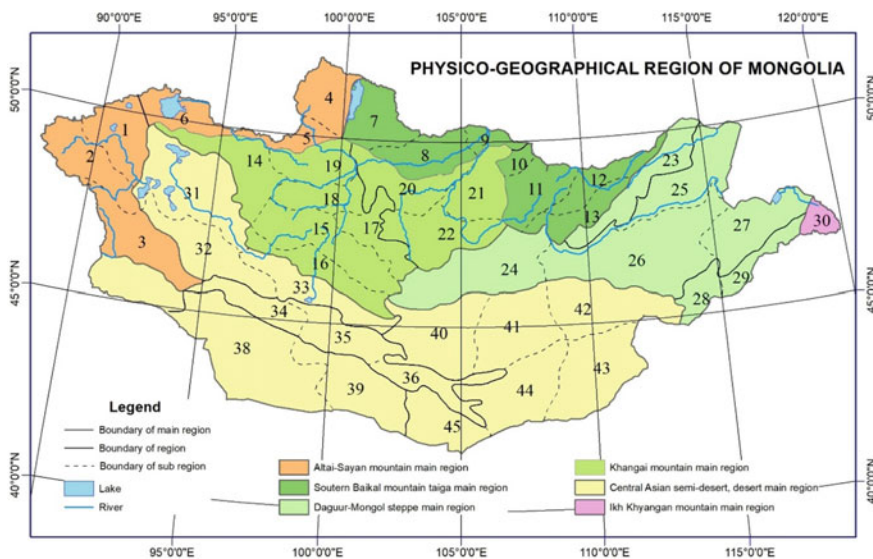 90°0'0"E 95°0'0"E 100°0'0"E 105°0'0"E 110°0'0"E 115°0'0"E 120°0'0"E
PHYSICO-GEOGRAPHICAL REGION OF MONGOLIA
50°0'0"N 50°0'0"N
4
1 6 7
5
2 14 19 8 9 10 12 23
31 20 21 11 25
18 13 30
3 32 15 17 22 27
16 24 26
45°0'0"N 45°0'0"N
33 28 29
34 42
38 35 40 41
36 43
39 44
45
Legend
Boundary of main region
Boundary of region
Boundary of sub region
Lake
River
Altai-Sayan mountain main region
Soutern Baikal mountain taiga main region
Daguur-Mongol steppe main region
Khangai mountain main region
Central Asian semi-desert, desert main region
Ikh Khyangan mountain main region
40°0'0"N 40°0'0"N
95°0'0"E 100°0'0"E 105°0'0"E 110°0'0"E 115°0'0"E